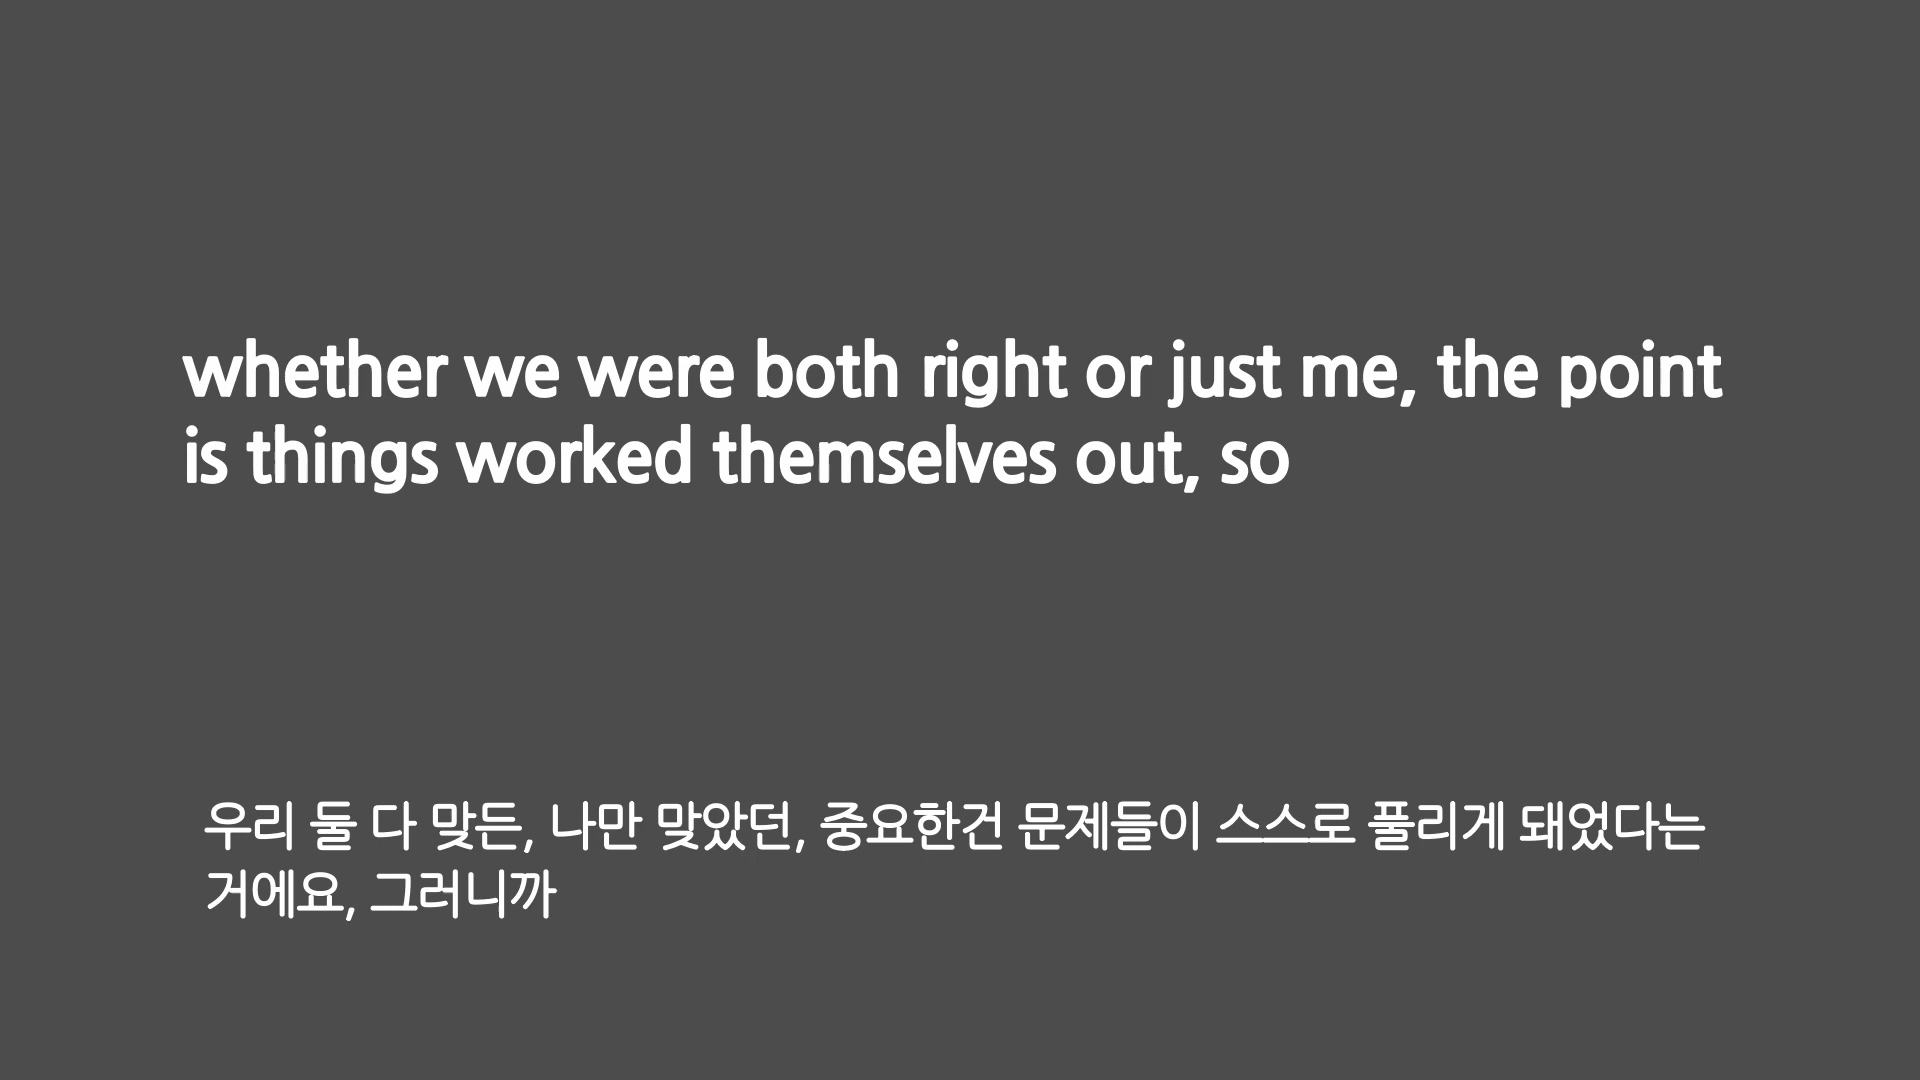 whether we were both right or just me, the point
is things worked themselves out, so
우리 둘 다 맞든, 나만 맞았던, 중요한건 문제들이 스스로 풀리게 돼었다는
거에요, 그러니까